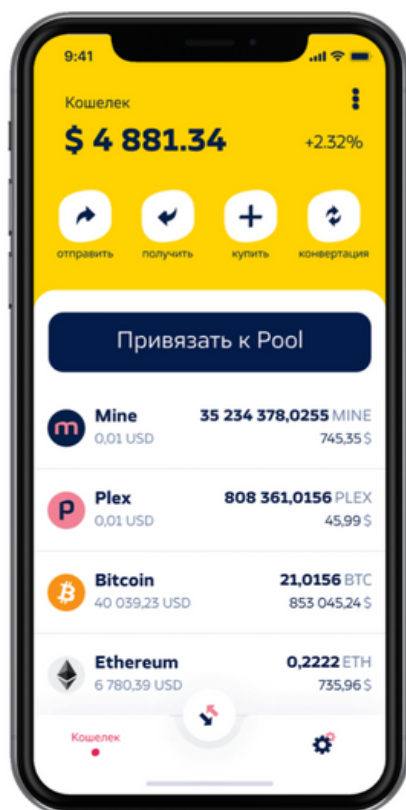 9:41
Кошелек
$ 4 881.34
+2.32%
отправить получить купить конвертация
Привязать к Pool
Mine 35 234 378,0255 MINE
0,01 USD 745,35 $
Plex 808 361,0156 PLEX
0,01 USD 45,99 $
Bitcoin 21,0156 BTC
40 039,23 USD 853 045,24 $
Ethereum 0,2222 ETH
6 780,39 USD 735,96 $
Кошелек